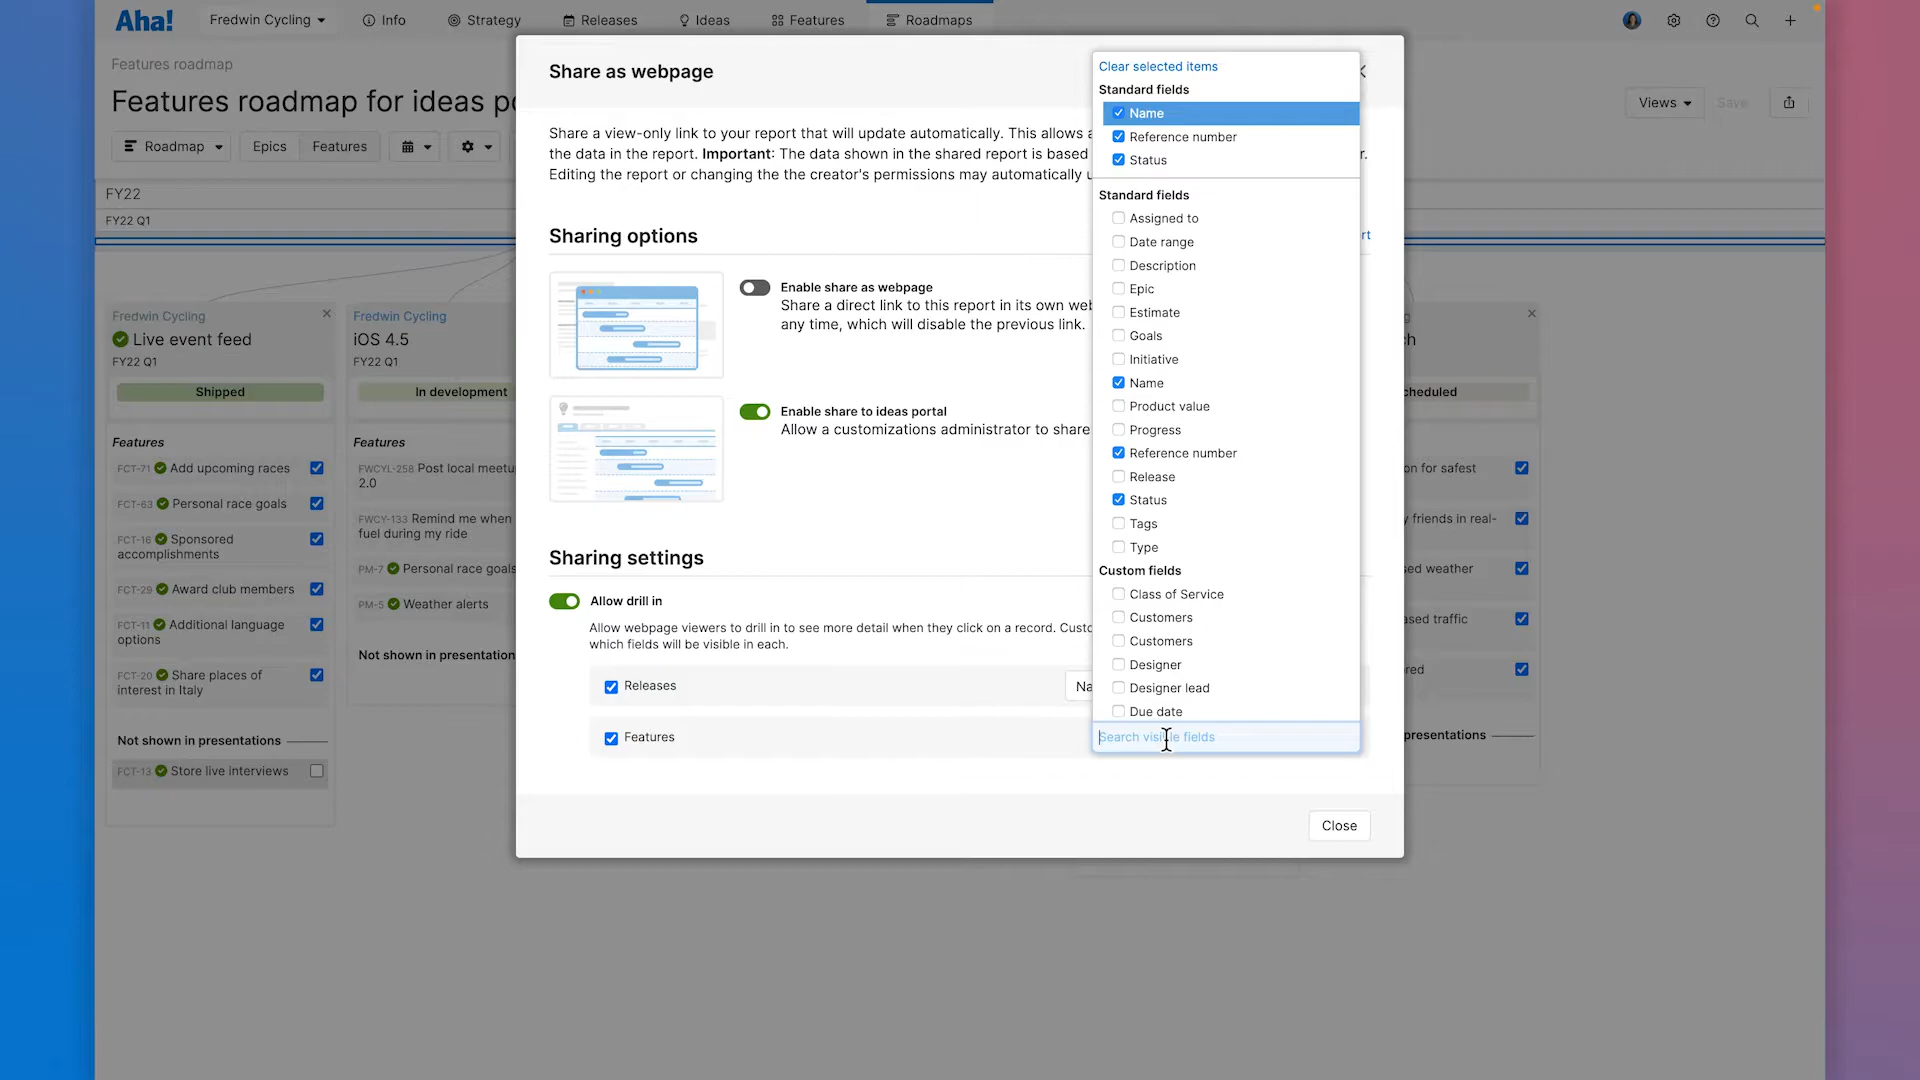 Aha!
Fredwin Cycling
Info
Strategy
Releases
Ideas
Features
Roadmaps
Features roadmap
Features roadmap for ideas po
Views
Save
Roadmap
Epics
Features
FY22
FY22 Q1
Fredwin Cycling
Live event feed
FY22 Q1
Shipped
Features
FCT-71 Add upcoming races
FCT-63 Personal race goals
FCT-16 Sponsored
accomplishments
FCT-29 Award club members
FCT-11 Additional language
options
FCT-20 Share places of
interest in Italy
Not shown in presentations
FCT-13 Store live interviews
Fredwin Cycling
iOS 4.5
FY22 Q1
In development
Features
FWCYL-258 Post local meetu
2.0
FWCY-133 Remind me when
fuel during my ride
PM-7 Personal race goals
PM-5 Weather alerts
Not shown in presentation
Share as webpage
Share a view-only link to your report that will update automatically. This allows a
the data in the report. Important: The data shown in the shared report is based
r.
Editing the report or changing the the creator's permissions may automatically u
Sharing options
rt
Enable share as webpage
Share a direct link to this report in its own web
any time, which will disable the previous link.
Enable share to ideas portal
Allow a customizations administrator to share
Sharing settings
Allow drill in
Allow webpage viewers to drill in to see more detail when they click on a record. Custo
which fields will be visible in each.
Releases
Na
Features
Close
Clear selected items
Standard fields
Name
Reference number
Status
Standard fields
Assigned to
Date range
Description
Epic
Estimate
Goals
Initiative
Name
Product value
Progress
Reference number
Release
Status
Tags
Type
Custom fields
Class of Service
Customers
Customers
Designer
Designer lead
Due date
Search visible fields
g
ch
cheduled
on for safest
y friends in real-
sed weather
ased traffic
red
presentations